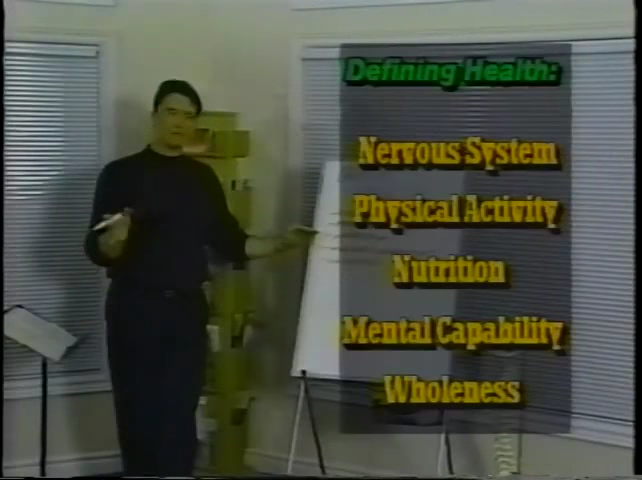 Defining Health:
Nervous System
Physical Activity
Nutrition
Mental Capability
Wholeness